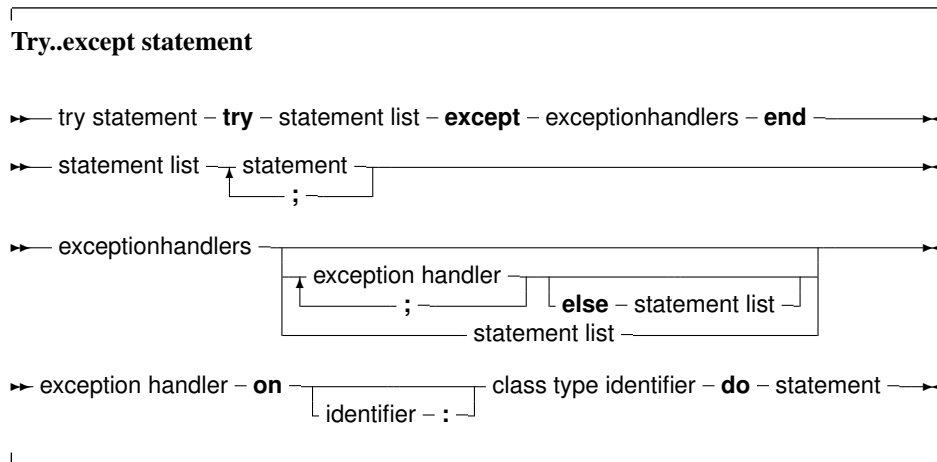 Try..except statement
try statement – try – statement list – except – exceptionhandlers – end
statement list statement
;
exceptionhandlers
exception handler
; else – statement list
statement list
exception handler – on class type identifier – do – statement
identifier – :